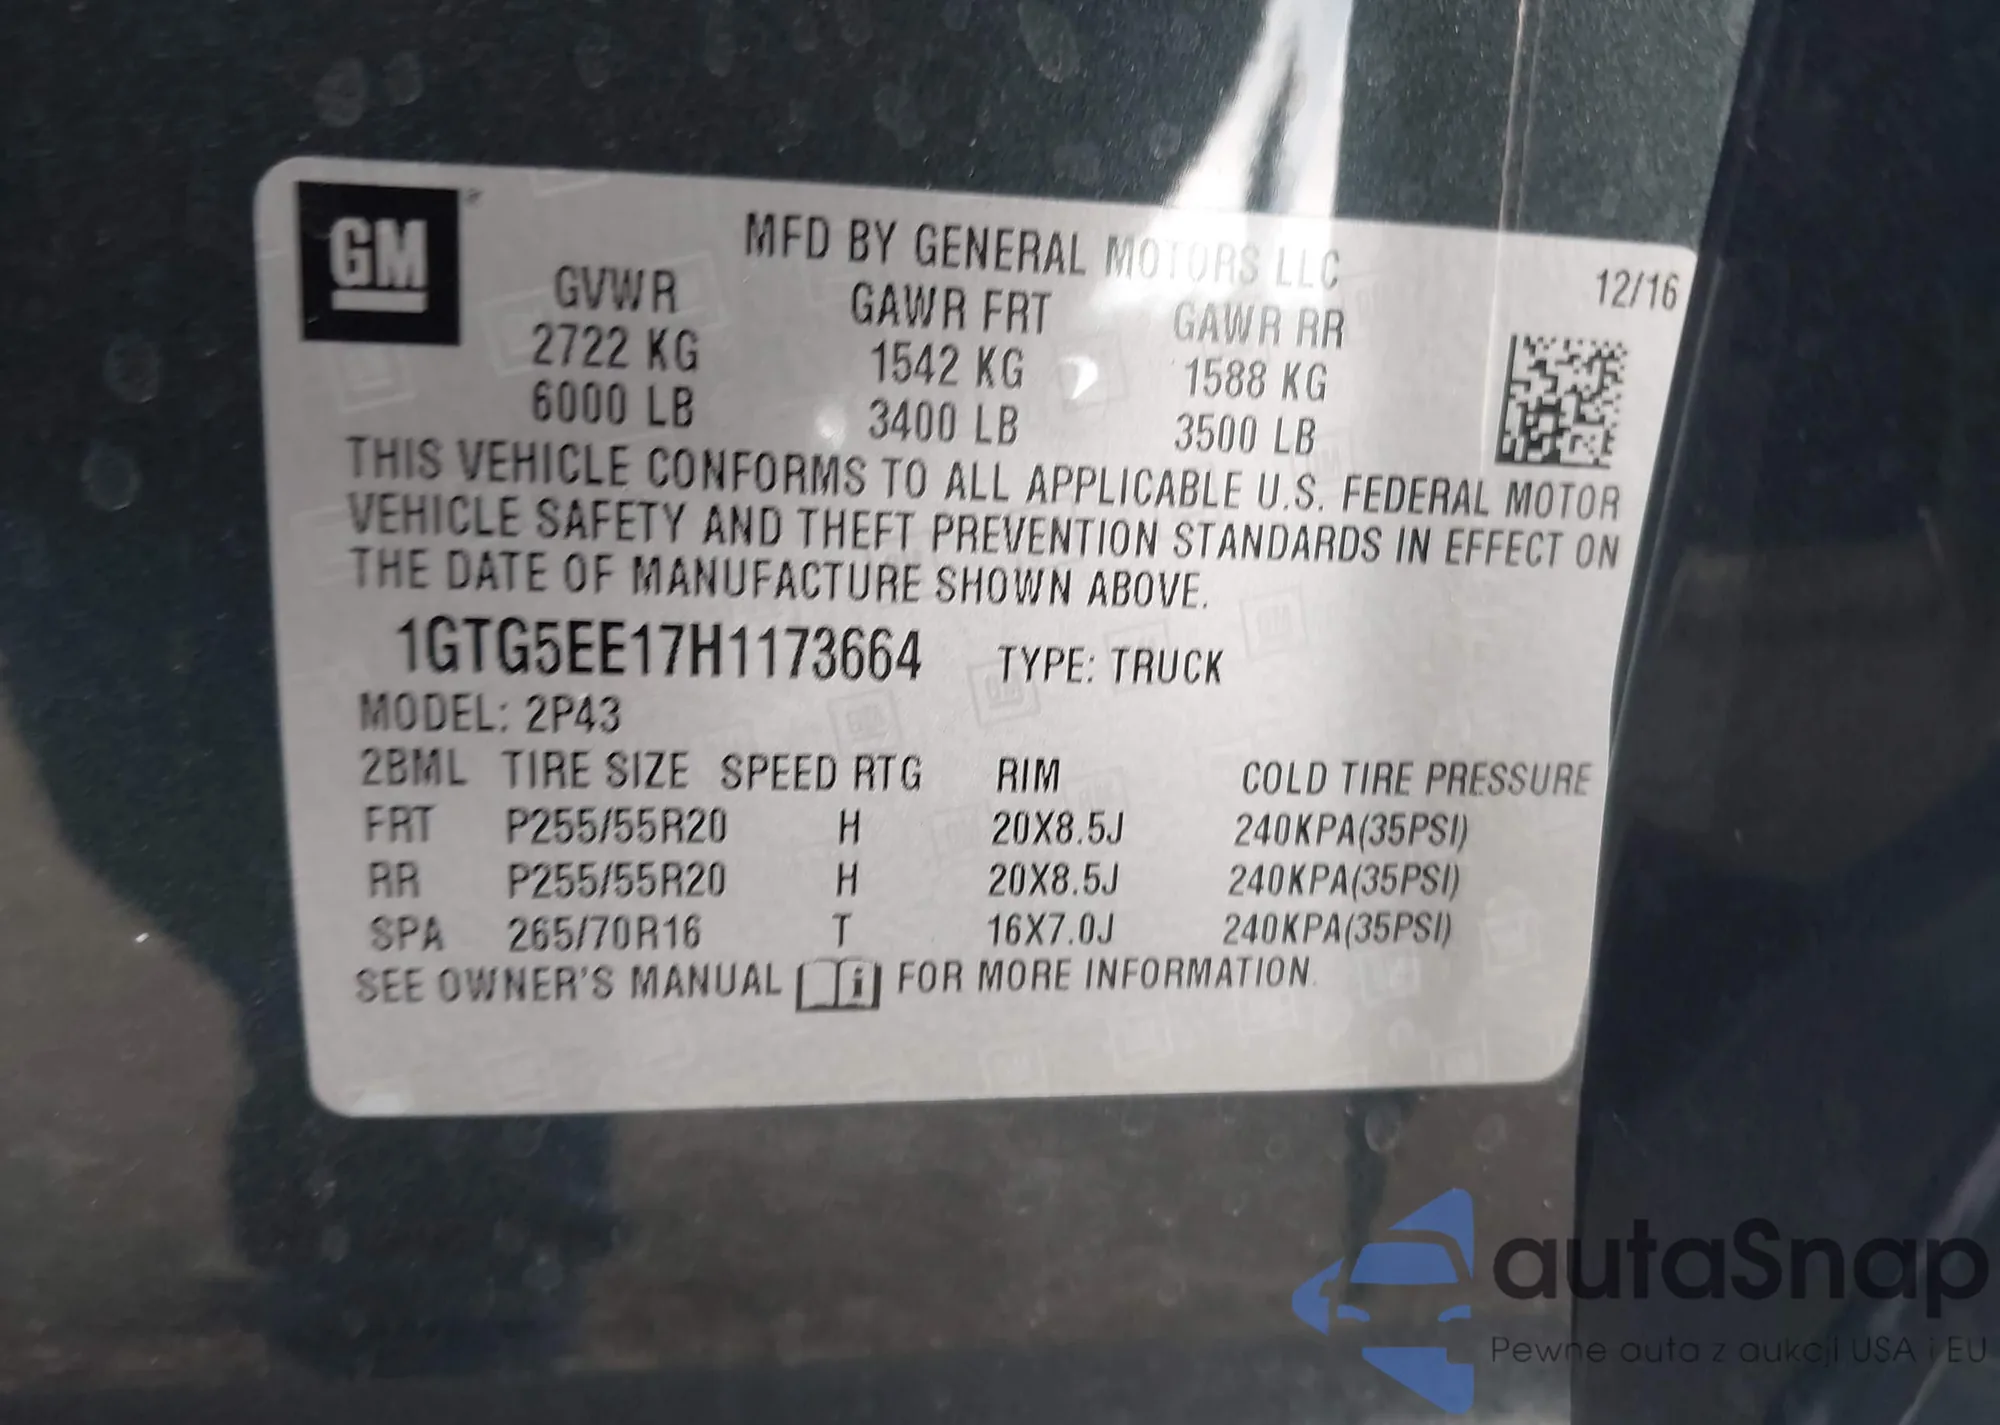 GM
MFD BY GENERAL MOTORS LLC
12/16
GVWR GAWR FRT GAWR RR
2722 KG 1542 KG 1588 KG
6000 LB 3400 LB 3500 LB
THIS VEHICLE CONFORMS TO ALL APPLICABLE U.S. FEDERAL MOTOR
VEHICLE SAFETY AND THEFT PREVENTION STANDARDS IN EFFECT ON
THE DATE OF MANUFACTURE SHOWN ABOVE.
1GTG5EE17H1173664 TYPE: TRUCK
MODEL: 2P43
2BML TIRE SIZE SPEED RTG RIM COLD TIRE PRESSURE
FRT P255/55R20 H 20X8.5J 240KPA(35PSI)
RR P255/55R20 H 20X8.5J 240KPA(35PSI)
SPA 265/70R16 T 16X7.0J 240KPA(35PSI)
SEE OWNER'S MANUAL i FOR MORE INFORMATION.
autaSnap
Pewne auta z aukcji USA i EU